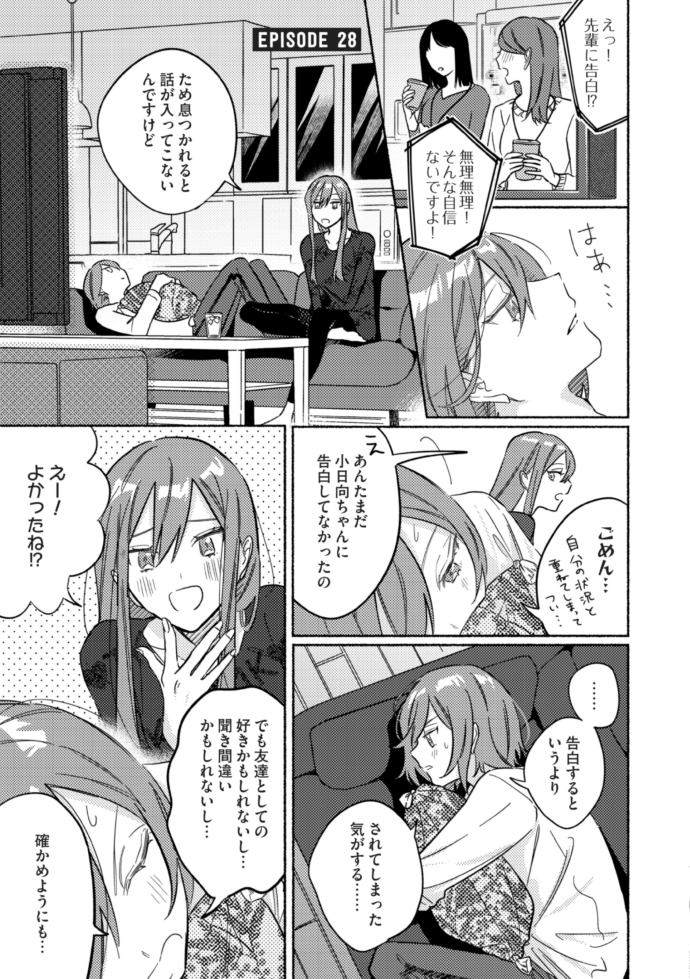 EPISODE 28
えっ！
先輩に告白!?
無理無理！
そんな自信
ないですよ！
はぁ…
ため息つかれると
話が入ってこない
んですけど
ごめん…
自分の状況と
重ねてしまって
つい…
え
あんたまだ
小日向ちゃんに
告白してなかったの
……
告白すると
いうより
されてしまった
気がする……
えー！
よかったね!?
でも友達としての
好きかもしれないし…
聞き間違い
かもしれないし…
確かめようにも…